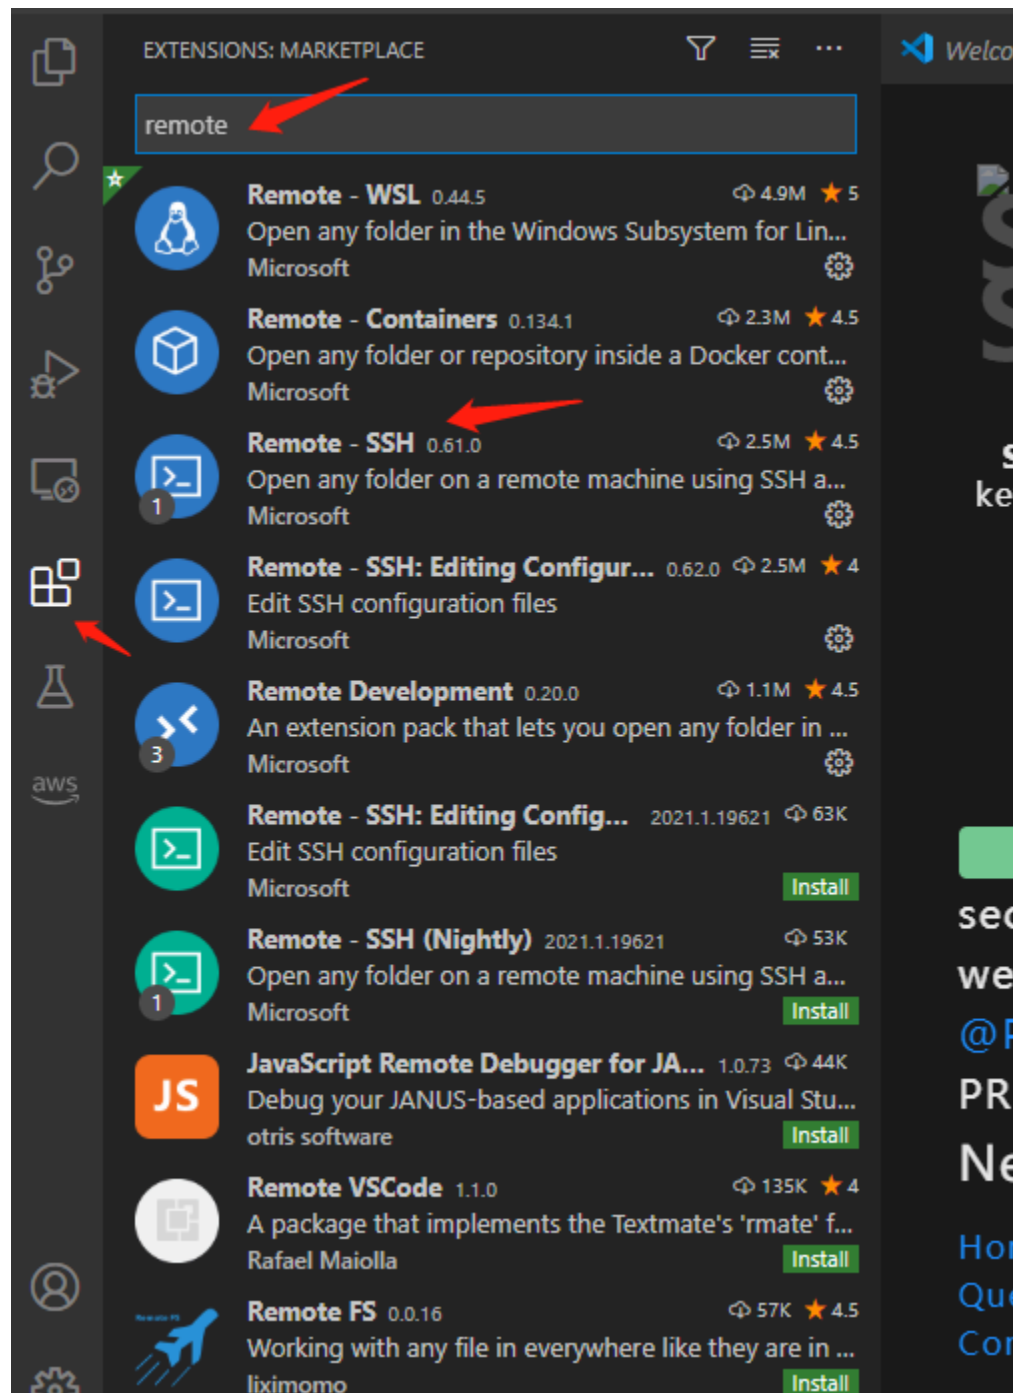 EXTENSIONS: MARKETPLACE
Welco
remote
Remote - WSL 0.44.5 4.9M 5
Open any folder in the Windows Subsystem for Lin...
Microsoft
Remote - Containers 0.134.1 2.3M 4.5
Open any folder or repository inside a Docker cont...
Microsoft
Remote - SSH 0.61.0 2.5M 4.5
Open any folder on a remote machine using SSH a...
1
Microsoft
ke
Remote - SSH: Editing Configur... 0.62.0 2.5M 4
Edit SSH configuration files
Microsoft
Remote Development 0.20.0 1.1M 4.5
An extension pack that lets you open any folder in ...
3
Microsoft
aws
Remote - SSH: Editing Config... 2021.1.19621 63K
Edit SSH configuration files
Microsoft Install
Remote - SSH (Nightly) 2021.1.19621 53K
Open any folder on a remote machine using SSH a...
1
Microsoft Install
JS
JavaScript Remote Debugger for JA... 1.0.73 44K
Debug your JANUS-based applications in Visual Stu...
otris software Install
Remote VSCode 1.1.0 135K 4
A package that implements the Textmate's 'rmate' f...
Rafael Maiolla Install
Remote FS
Remote FS 0.0.16 57K 4.5
Working with any file in everywhere like they are in ...
liximomo Install
sec
we
PR
Ne
Hor
Que
Cor